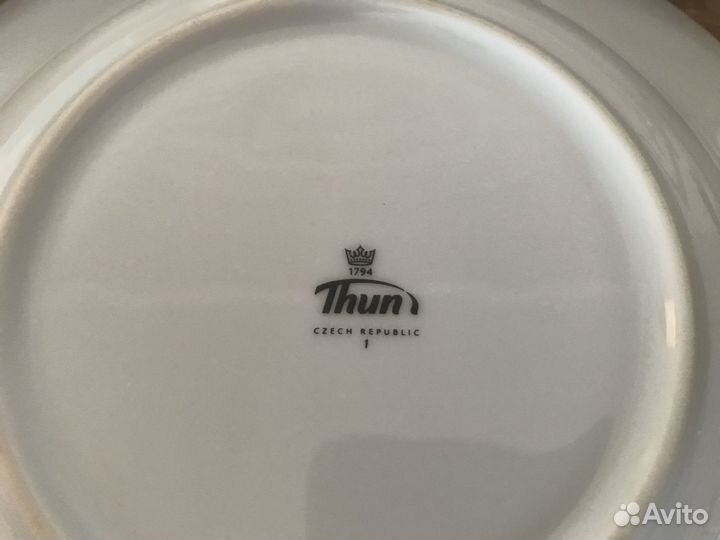 1794
Thun
CZECH REPUBLIC
1
Avito